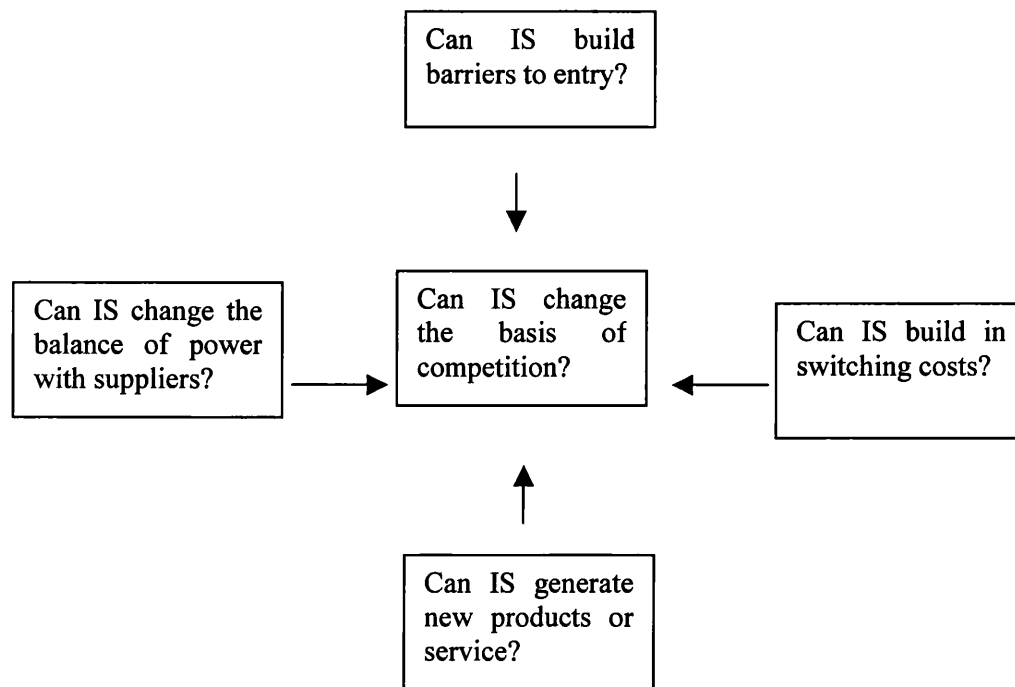 Can IS build
barriers to entry?
Can IS change the
balance of power
with suppliers?
Can IS change
the basis of
competition?
Can IS build in
switching costs?
Can IS generate
new products or
service?